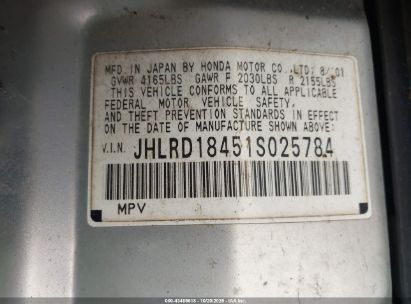 MFD. IN JAPAN BY HONDA MOTOR CO.,LTD. 8/'01
GVWR 4165LBS GAWR F 2030LBS R 2155LBS
THIS VEHICLE CONFORMS TO ALL APPLICABLE
FEDERAL MOTOR VEHICLE SAFETY,
AND THEFT PREVENTION STANDARDS IN EFFECT ON
THE DATE OF MANUFACTURE SHOWN ABOVE.
V.I.N. JHLRD18451S025784
MPV